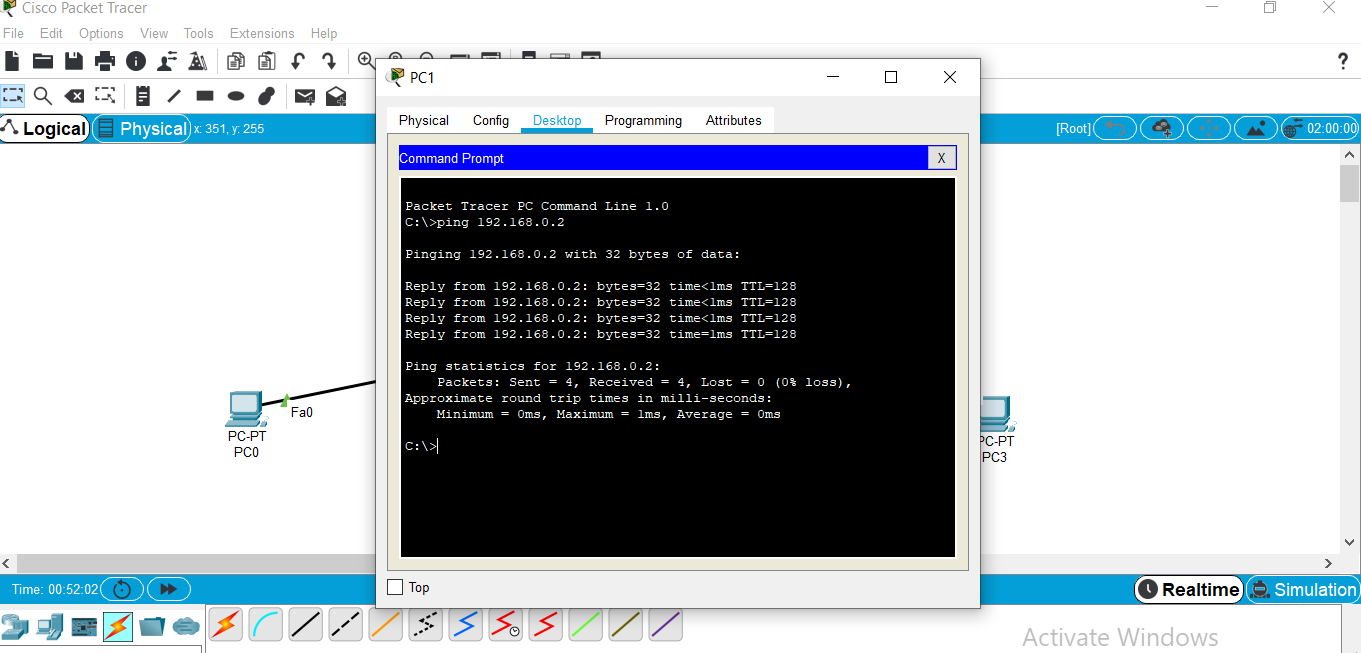 Cisco Packet Tracer
File Edit Options View Tools Extensions Help
?
PC1
Logical Physical x: 351, y: 255
[Root] 02:00:00
Physical Config Desktop Programming Attributes
Command Prompt X
Packet Tracer PC Command Line 1.0
C:\>ping 192.168.0.2
Pinging 192.168.0.2 with 32 bytes of data:
Reply from 192.168.0.2: bytes=32 time<1ms TTL=128
Reply from 192.168.0.2: bytes=32 time<1ms TTL=128
Reply from 192.168.0.2: bytes=32 time<1ms TTL=128
Reply from 192.168.0.2: bytes=32 time=1ms TTL=128
Ping statistics for 192.168.0.2:
Packets: Sent = 4, Received = 4, Lost = 0 (0% loss),
Approximate round trip times in milli-seconds:
Minimum = 0ms, Maximum = 1ms, Average = 0ms
C:\>
Fa0
PC-PT
PC0
PC-PT
PC3
Top
Time: 00:52:02
Realtime Simulation
Activate Windows